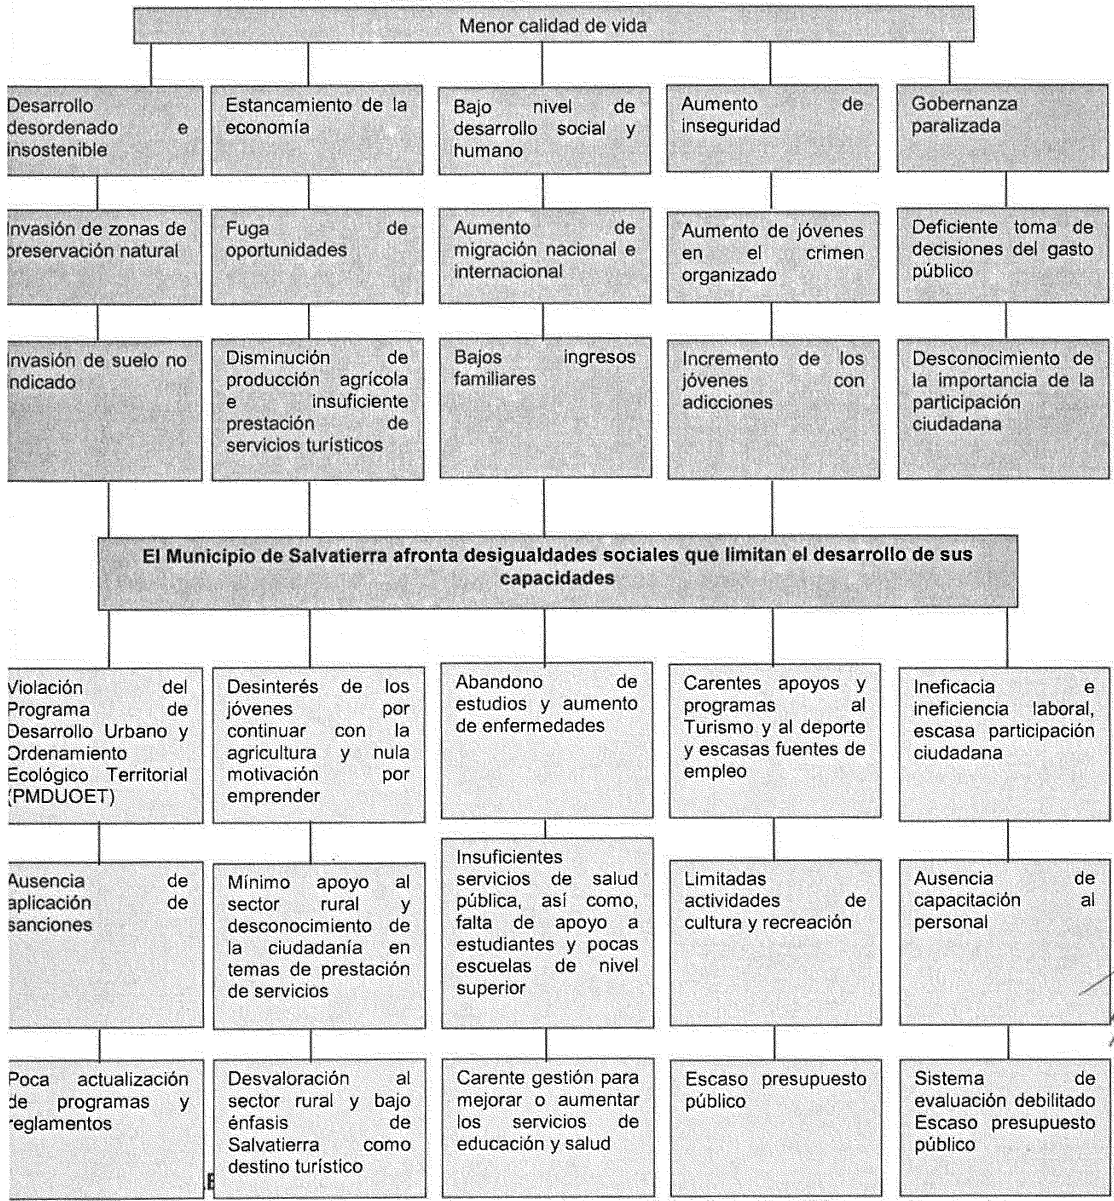 Menor calidad de vida
Desarrollo
desordenado e
insostenible
Estancamiento de la
economía
Bajo nivel de
desarrollo social y
humano
Aumento de
inseguridad
Gobernanza
paralizada
Invasión de zonas de
preservación natural
Fuga de
oportunidades
Aumento de
migración nacional e
internacional
Aumento de jóvenes
en el crimen
organizado
Deficiente toma de
decisiones del gasto
público
Invasión de suelo no
indicado
Disminución de
producción agrícola
e insuficiente
prestación de
servicios turísticos
Bajos ingresos
familiares
Incremento de los
jóvenes con
adicciones
Desconocimiento de
la importancia de la
participación
ciudadana
El Municipio de Salvatierra afronta desigualdades sociales que limitan el desarrollo de sus
capacidades
Violación del
Programa de
Desarrollo Urbano y
Ordenamiento
Ecológico Territorial
(PMDUOET)
Desinterés de los
jóvenes por
continuar con la
agricultura y nula
motivación por
emprender
Abandono de
estudios y aumento
de enfermedades
Carentes apoyos y
programas al
Turismo y al deporte
y escasas fuentes de
empleo
Ineficacia e
ineficiencia laboral,
escasa participación
ciudadana
Ausencia de
aplicación de
sanciones
Mínimo apoyo al
sector rural y
desconocimiento de
la ciudadanía en
temas de prestación
de servicios
Insuficientes
servicios de salud
pública, así como,
falta de apoyo a
estudiantes y pocas
escuelas de nivel
superior
Limitadas
actividades de
cultura y recreación
Ausencia de
capacitación al
personal
Poca actualización
de programas y
reglamentos
Desvaloración al
sector rural y bajo
énfasis de
Salvatierra como
destino turístico
Carente gestión para
mejorar o aumentar
los servicios de
educación y salud
Escaso presupuesto
público
Sistema de
evaluación debilitado
Escaso presupuesto
público